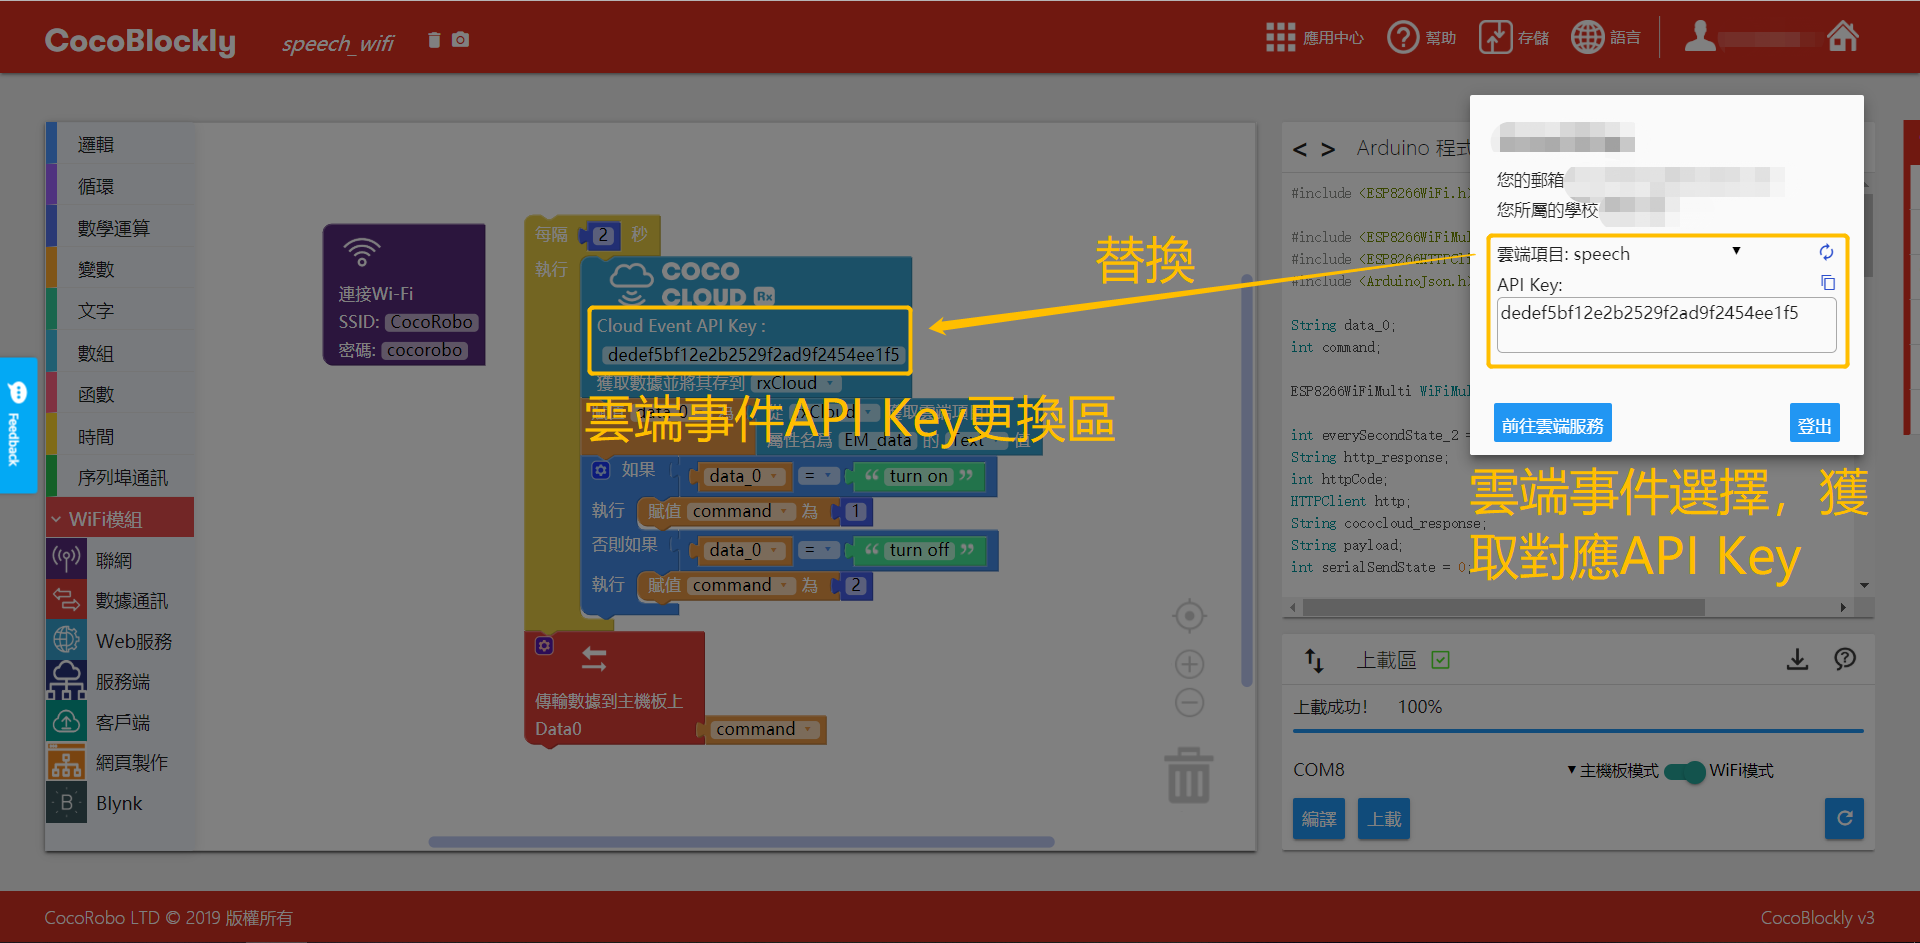 CocoBlockly
speech_wifi
應用中心
幫助
存儲
語言
邏輯
循環
數學運算
變數
文字
數組
函數
時間
序列埠通訊
WiFi模組
聯網
數據通訊
Web服務
服務端
客戶端
網頁製作
Blynk
Feedback
連接Wi-Fi
SSID: CocoRobo
密碼: cocorobo
每隔 2 秒
執行
COCO
CLOUD Rx
Cloud Event API Key :
dedef5bf12e2b2529f2ad9f2454ee1f5
獲取數據並將其存到 rxCloud
雲端事件API Key更換區
屬性名為 EM_data 的 Text 值
如果 data_0 = “ turn on ”
執行 賦值 command 為 1
否則如果 data_0 = “ turn off ”
執行 賦值 command 為 2
傳輸數據到主機板上
Data0 command
替換
< > Arduino 程式
#include <ESP8266WiFi.h
#include <ESP8266WiFiMul
#include <ESP8266HTTPCli
#include <ArduinoJson.h
String data_0;
int command;
ESP8266WiFiMulti WiFiMul
int everySecondState_2 =
String http_response;
int httpCode;
HTTPClient http;
String cococloud_response;
String payload;
int serialSendState = 0;
您的郵箱
您所屬的學校
雲端項目: speech
API Key:
dedef5bf12e2b2529f2ad9f2454ee1f5
前往雲端服務
登出
雲端事件選擇，獲
取對應API Key
上載區
上載成功! 100%
COM8
主機板模式 WiFi模式
編譯
上載
CocoRobo LTD © 2019 版權所有
CocoBlockly v3